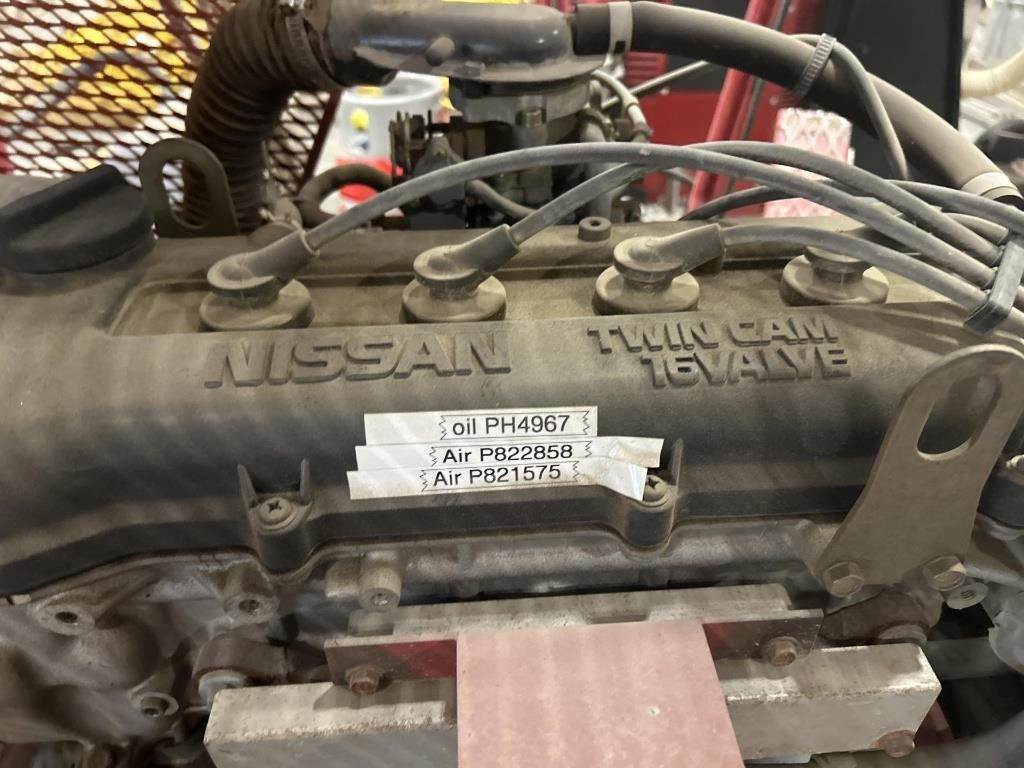 NISSAN
TWIN CAM
16VALVE
oil PH4967
Air P822858
Air P821575